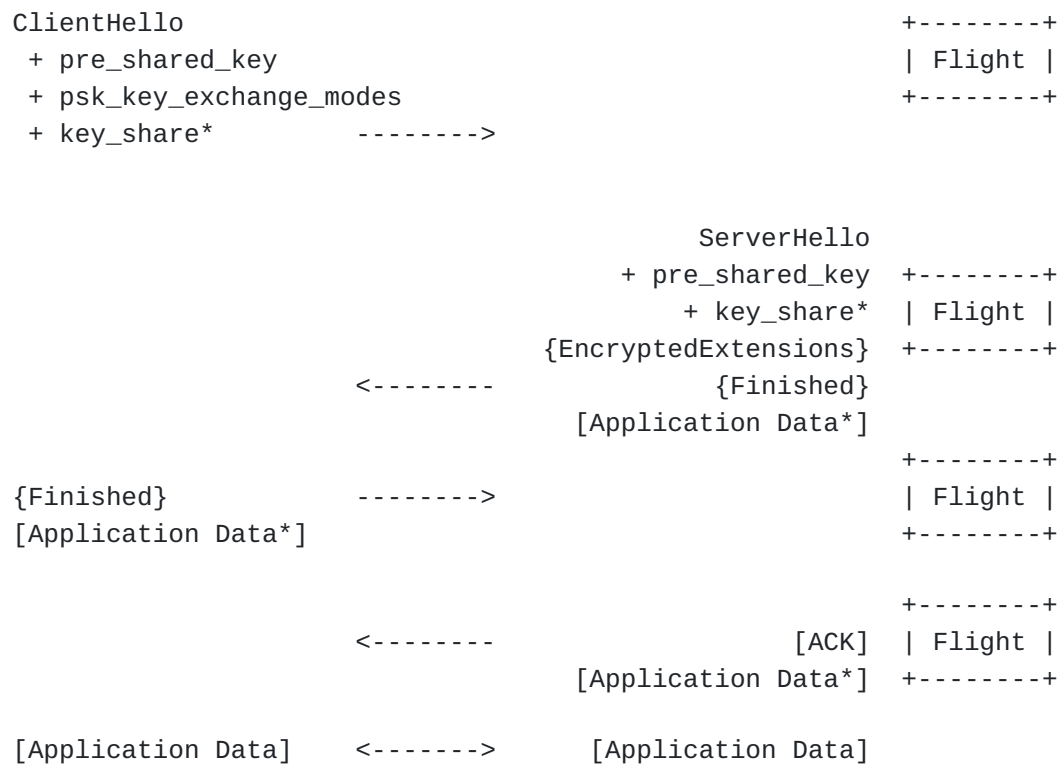 ClientHello                                              +--------+
 + pre_shared_key                                        | Flight |
 + psk_key_exchange_modes                                +--------+
 + key_share*         -------->

                                           ServerHello
                                      + pre_shared_key  +--------+
                                          + key_share*  | Flight |
                                 {EncryptedExtensions}  +--------+
                      <--------             {Finished}
                                   [Application Data*]
                                                        +--------+
{Finished}            -------->                         | Flight |
[Application Data*]                                     +--------+

                                                        +--------+
                      <--------                  [ACK]  | Flight |
                                   [Application Data*]  +--------+

[Application Data]    <------->     [Application Data]